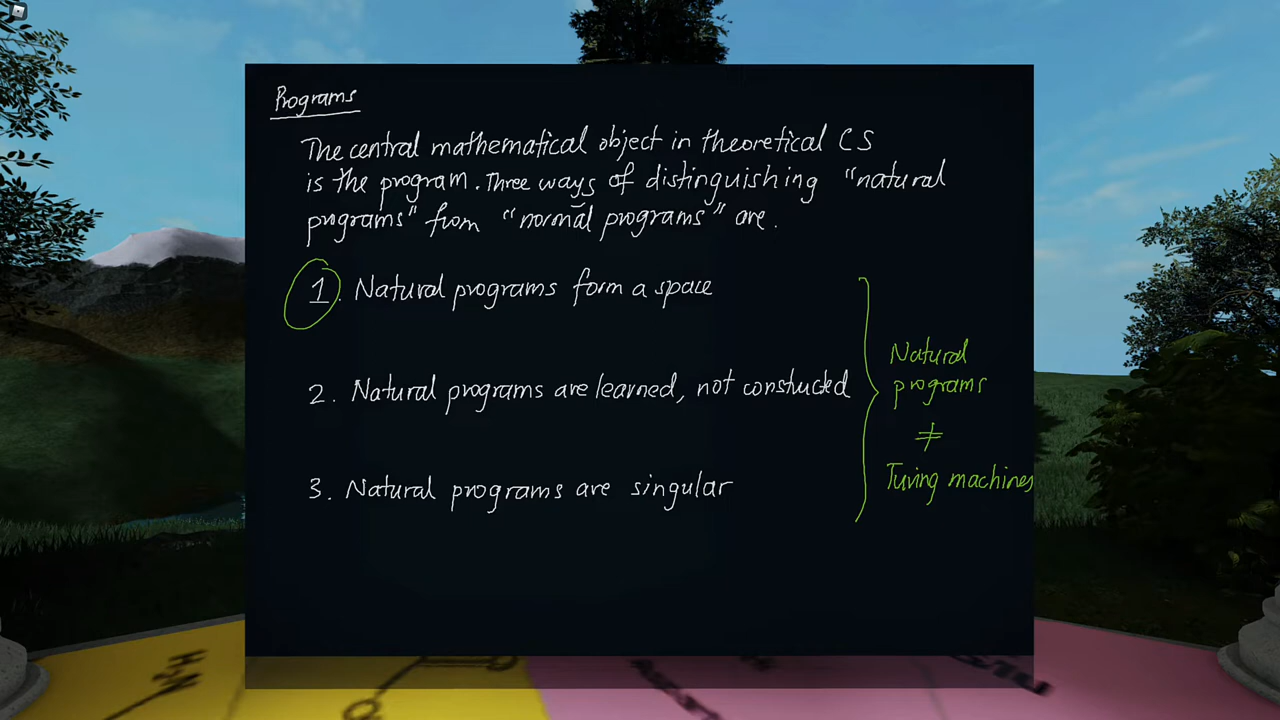 Programs
The central mathematical object in theoretical CS
is the program. Three ways of distinguishing "natural
programs" from "normal programs" are.
1. Natural programs form a space
2. Natural programs are learned, not constucted
3. Natural programs are singular
Natural
programs
≠
Turing machines